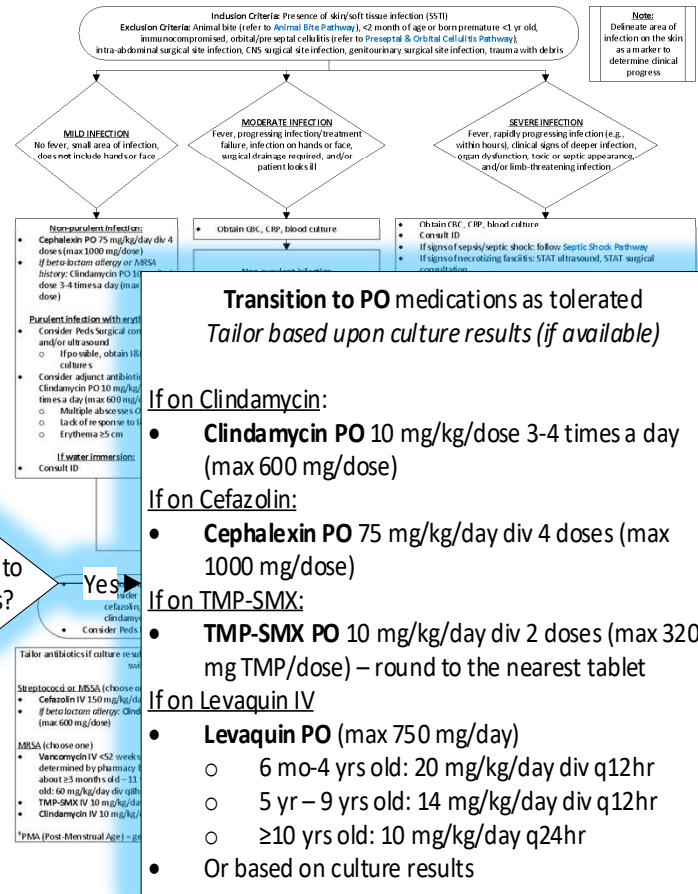 Inclusion Criteria: Presence of skin/soft tissue infection (SSTI)
Exclusion Criteria: Animal bite (refer to Animal Bite Pathway), <2 month of age or born premature <1 yr old,
immunocompromised, orbital/preseptal cellulitis (refer to Preseptal & Orbital Cellulitis Pathway),
intra-abdominal surgical site infection, CNS surgical site infection, genitourinary surgical site infection, trauma with debris
Note:
Delineate area of
infection on the skin
as a marker to
determine clinical
progress
MILD INFECTION
No fever, small area of infection,
does not include hands or face
MODERATE INFECTION
Fever, progressing infection/treatment
failure, infection on hands or face,
surgical drainage required, and/or
patient looks ill
SEVERE INFECTION
Fever, rapidly progressing infection (e.g.,
within hours), clinical signs of deeper infection,
organ dysfunction, toxic or septic appearance,
and/or limb-threatening infection
Non-purulent infection:
• Cephalexin PO 75 mg/kg/day div 4
doses (max 1000 mg/dose)
• If beta-lactam allergy or MRSA
history: Clindamycin PO 10
dose 3-4 times a day (max
dose)
Purulent infection with
• Consider Peds Surgical
and/or ultrasound
o If possible, obtain
cultures
• Consider adjunct
Clindamycin PO 10 mg/kg/
times a day (max 600 mg/
o Multiple abscesses
o Lack of response to
o Erythema ≥5 cm
If water immersion:
• Consult ID
• Obtain CBC, CRP, blood culture
• Obtain CBC, CRP, blood culture
• Consult ID
• If signs of sepsis/septic shock: follow Septic Shock Pathway
• If signs of necrotizing fasciitis: STAT ultrasound, STAT surgical
consultation
Transition to PO medications as tolerated
Tailor based upon culture results (if available)
If on Clindamycin:
• Clindamycin PO 10 mg/kg/dose 3-4 times a day
(max 600 mg/dose)
If on Cefazolin:
• Cephalexin PO 75 mg/kg/day div 4 doses (max
1000 mg/dose)
If on TMP-SMX:
• TMP-SMX PO 10 mg/kg/day div 2 doses (max 320
mg TMP/dose) – round to the nearest tablet
If on Levaquin IV
• Levaquin PO (max 750 mg/day)
o 6 mo-4 yrs old: 20 mg/kg/day div q12hr
o 5 yr – 9 yrs old: 14 mg/kg/day div q12hr
o ≥10 yrs old: 10 mg/kg/day q24hr
• Or based on culture results
to
Yes
cefazolin,
• Consider Peds
Tailor antibiotics if culture
Streptococci or MSSA (choose
• Cefazolin IV 150 mg/kg/
• If beta lactam allergy:
(max 600 mg/dose)
MRSA (choose one)
• Vancomycin IV <52 weeks
determined by pharmacy
about ≥3 months old – 11
old: 60 mg/kg/day div q8h
• TMP-SMX IV 10 mg/kg/
• Clindamycin IV 10 mg/kg/
PMA (Post-Menstrual Age) =